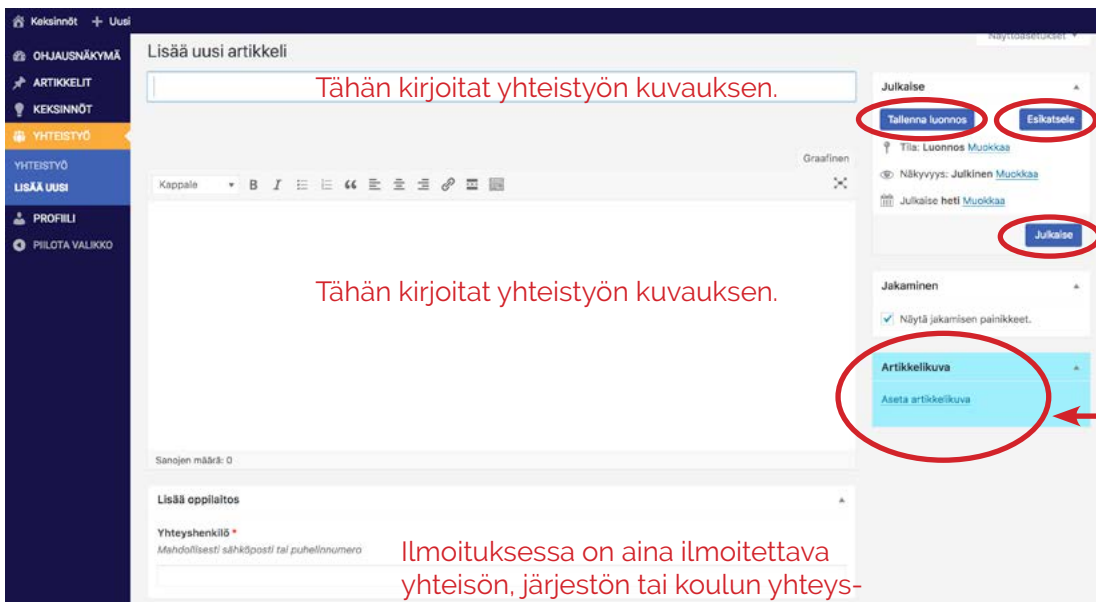 Keksinnöt + Uusi
Näyttöasetukset
OHJAUSNÄKYMÄ
ARTIKKELIT
KEKSINNÖT
YHTEISTYÖ
YHTEISTYÖ
LISÄÄ UUSI
PROFIILI
PIILOTA VALIKKO
Lisää uusi artikkeli
Tähän kirjoitat yhteistyön kuvauksen.
Graafinen
Kappale
B I
Tähän kirjoitat yhteistyön kuvauksen.
Sanojen määrä: 0
Lisää oppilaitos
Yhteyshenkilö *
Mahdollisesti sähköposti tai puhelinnumero
Ilmoituksessa on aina ilmoitettava
yhteisön, järjestön tai koulun yhteys-
Julkaise
Tallenna luonnos
Esikatsele
Tila: Luonnos Muokkaa
Näkyvyys: Julkinen Muokkaa
Julkaise heti Muokkaa
Julkaise
Jakaminen
Näytä jakamisen painikkeet.
Artikkelikuva
Aseta artikkelikuva